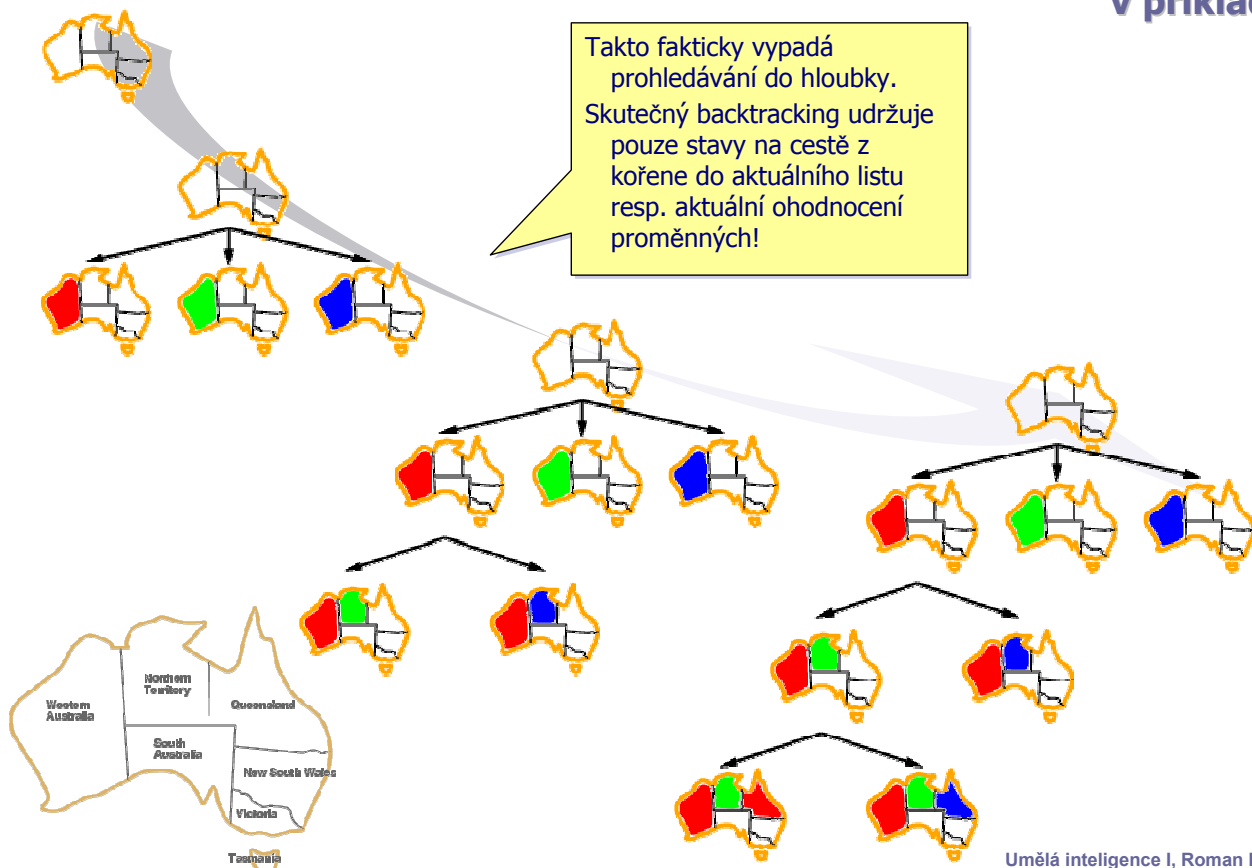 v příklad
Takto fakticky vypadá
prohledávání do hloubky.
Skutečný backtracking udržuje
pouze stavy na cestě z
kořene do aktuálního listu
resp. aktuální ohodnocení
proměnných!
Northern
Territory
Western
Australia
Queensland
South
Australia
New South Wales
Victoria
Tasmania
Umělá inteligence I, Roman